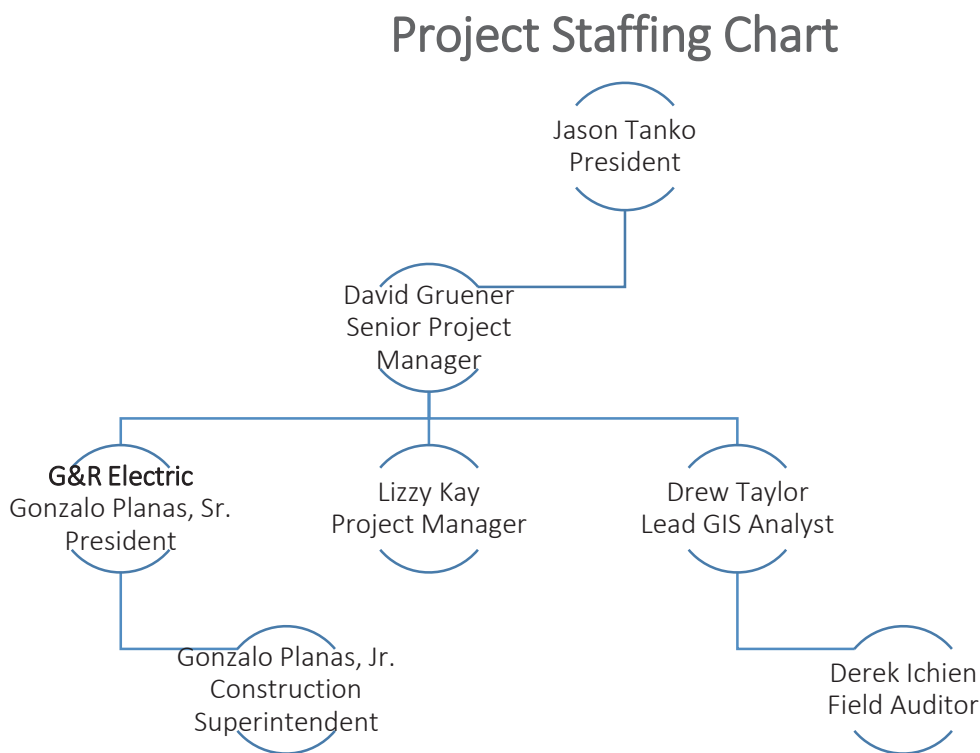 Project Staffing Chart
Jason Tanko
President
David Gruener
Senior Project
Manager
G&R Electric
Gonzalo Planas, Sr.
President
Lizzy Kay
Project Manager
Drew Taylor
Lead GIS Analyst
Gonzalo Planas, Jr.
Construction
Superintendent
Derek Ichien
Field Auditor